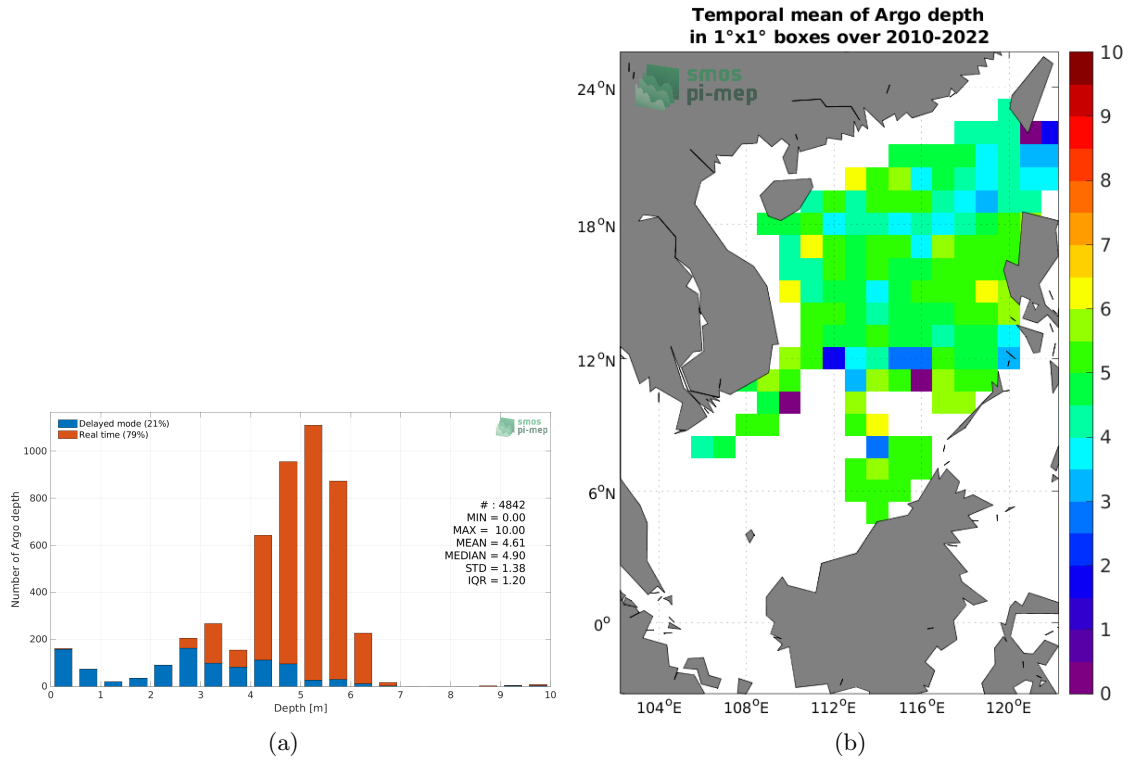 Temporal mean of Argo depth
in 1°x1° boxes over 2010-2022
smos
pi-mep
24°N
18°N
12°N
6°N
0°
104°E
108°E
112°E
116°E
120°E
10
9
8
7
6
5
4
3
2
1
0
Delayed mode (21%)
Real time (79%)
smos
pi-mep
# : 4842
MIN = 0.00
MAX = 10.00
MEAN = 4.61
MEDIAN = 4.90
STD = 1.38
IQR = 1.20
Number of Argo depth
1000
800
600
400
200
0
0 1 2 3 4 5 6 7 8 9 10
Depth [m]
(a)
(b)